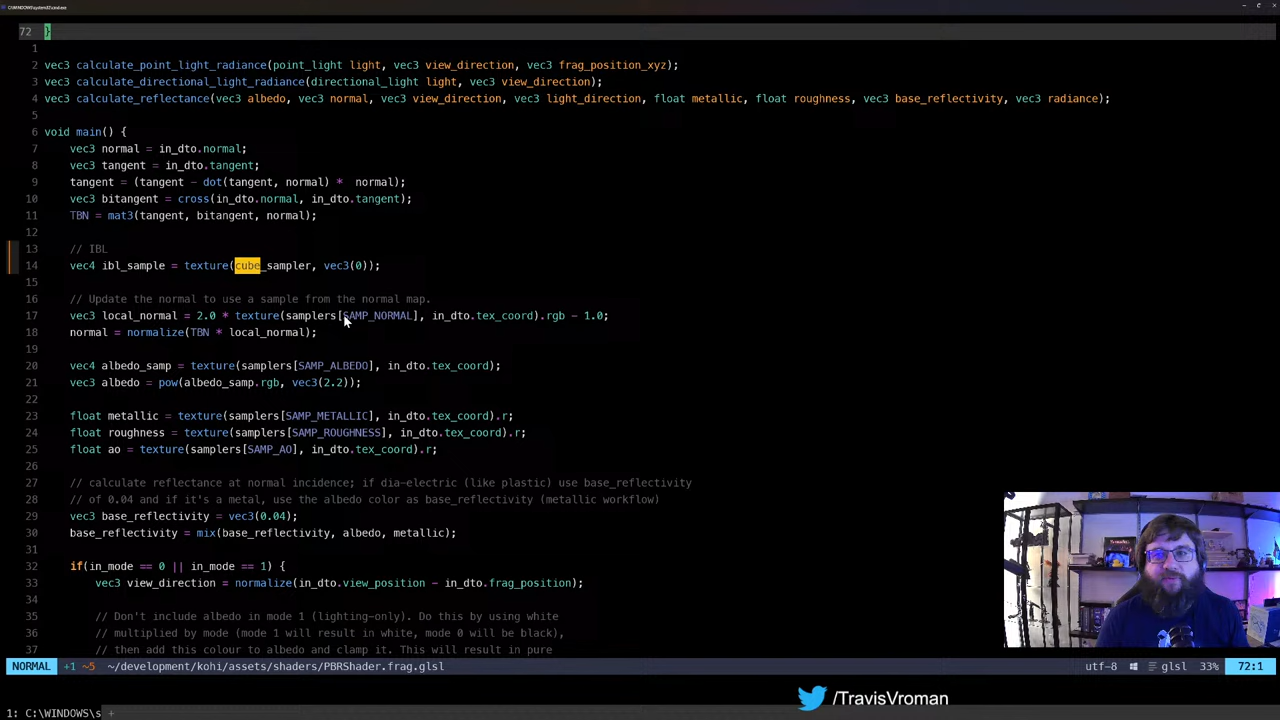 C:\WINDOWS\system32\cmd.exe
72 }
1
2 vec3 calculate_point_light_radiance(point_light light, vec3 view_direction, vec3 frag_position_xyz);
3 vec3 calculate_directional_light_radiance(directional_light light, vec3 view_direction);
4 vec3 calculate_reflectance(vec3 albedo, vec3 normal, vec3 view_direction, vec3 light_direction, float metallic, float roughness, vec3 base_reflectivity, vec3 radiance);
5
6 void main() {
7 vec3 normal = in_dto.normal;
8 vec3 tangent = in_dto.tangent;
9 tangent = (tangent - dot(tangent, normal) *  normal);
10 vec3 bitangent = cross(in_dto.normal, in_dto.tangent);
11 TBN = mat3(tangent, bitangent, normal);
12
13 // IBL
14 vec4 ibl_sample = texture(cube_sampler, vec3(0));
15
16 // Update the normal to use a sample from the normal map.
17 vec3 local_normal = 2.0 * texture(samplers[SAMP_NORMAL], in_dto.tex_coord).rgb - 1.0;
18 normal = normalize(TBN * local_normal);
19
20 vec4 albedo_samp = texture(samplers[SAMP_ALBEDO], in_dto.tex_coord);
21 vec3 albedo = pow(albedo_samp.rgb, vec3(2.2));
22
23 float metallic = texture(samplers[SAMP_METALLIC], in_dto.tex_coord).r;
24 float roughness = texture(samplers[SAMP_ROUGHNESS], in_dto.tex_coord).r;
25 float ao = texture(samplers[SAMP_AO], in_dto.tex_coord).r;
26
27 // calculate reflectance at normal incidence; if dia-electric (like plastic) use base_reflectivity
28 // of 0.04 and if it's a metal, use the albedo color as base_reflectivity (metallic workflow)
29 vec3 base_reflectivity = vec3(0.04);
30 base_reflectivity = mix(base_reflectivity, albedo, metallic);
31
32 if(in_mode == 0 || in_mode == 1) {
33 vec3 view_direction = normalize(in_dto.view_position - in_dto.frag_position);
34
35 // Don't include albedo in mode 1 (lighting-only). Do this by using white
36 // multiplied by mode (mode 1 will result in white, mode 0 will be black),
37 // then add this colour to albedo and clamp it. This will result in pure
NORMAL +1 ~5 ~/development/kohi/assets/shaders/PBRShader.frag.glsl utf-8 glsl 33% 72:1
/TravisVroman
1: C:\WINDOWS\s +